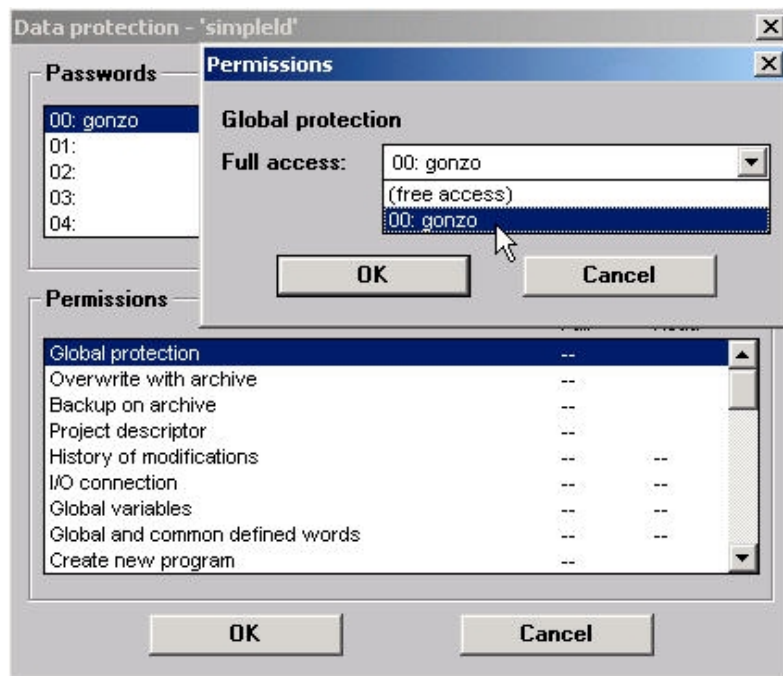 Data protection - 'simpleld'
Permissions
Passwords
Global protection
00: gonzo
Full access: 00: gonzo
01:
(free access)
02:
00: gonzo
03:
04:
OK Cancel
Permissions
Global protection --
Overwrite with archive --
Backup on archive --
Project descriptor --
History of modifications -- --
I/O connection -- --
Global variables -- --
Global and common defined words -- --
Create new program --
OK Cancel